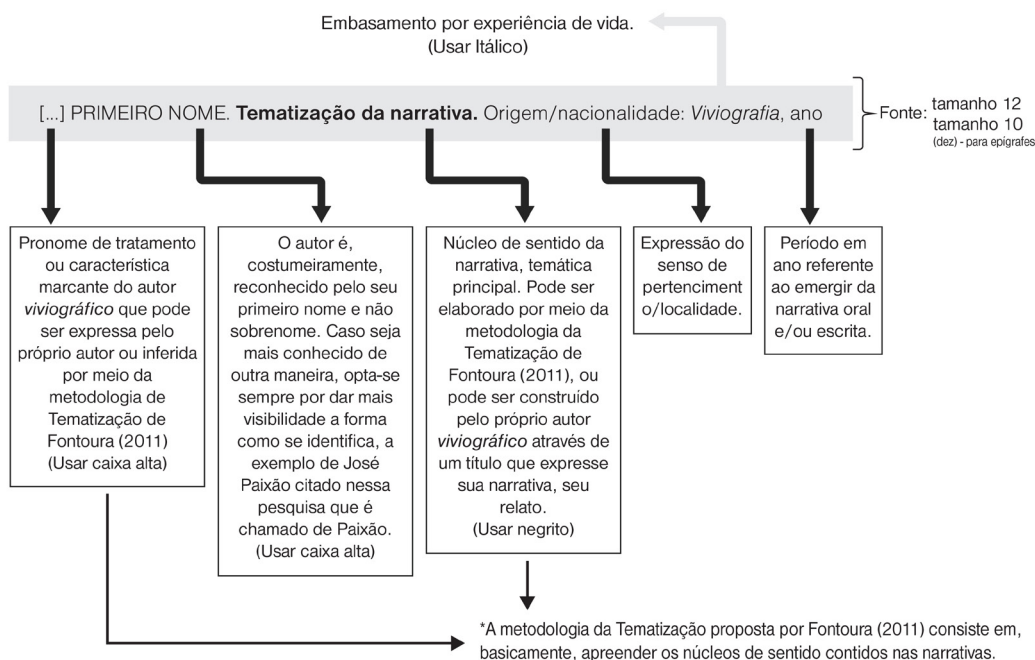 Embasamento por experiência de vida.
(Usar Itálico)
[...] PRIMEIRO NOME. Tematização da narrativa. Origem/nacionalidade: Viviografia, ano
Fonte:
tamanho 12
tamanho 10
(dez) - para epígrafes
Pronome de tratamento
ou característica
marcante do autor
viviográfico que pode
ser expressa pelo
próprio autor ou inferida
por meio da
metodologia de
Tematização de
Fontoura (2011)
(Usar caixa alta)
O autor é,
costumeiramente,
reconhecido pelo seu
primeiro nome e não
sobrenome. Caso seja
mais conhecido de
outra maneira, opta-se
sempre por dar mais
visibilidade a forma
como se identifica, a
exemplo de José
Paixão citado nessa
pesquisa que é
chamado de Paixão.
(Usar caixa alta)
Núcleo de sentido da
narrativa, temática
principal. Pode ser
elaborado por meio da
metodologia da
Tematização de
Fontoura (2011), ou
pode ser construído
pelo próprio autor
viviográfico através de
um título que expresse
sua narrativa, seu
relato.
(Usar negrito)
Expressão do
senso de
pertenciment
o/localidade.
Período em
ano referente
ao emergir da
narrativa oral
e/ou escrita.
*A metodologia da Tematização proposta por Fontoura (2011) consiste em,
basicamente, apreender os núcleos de sentido contidos nas narrativas.